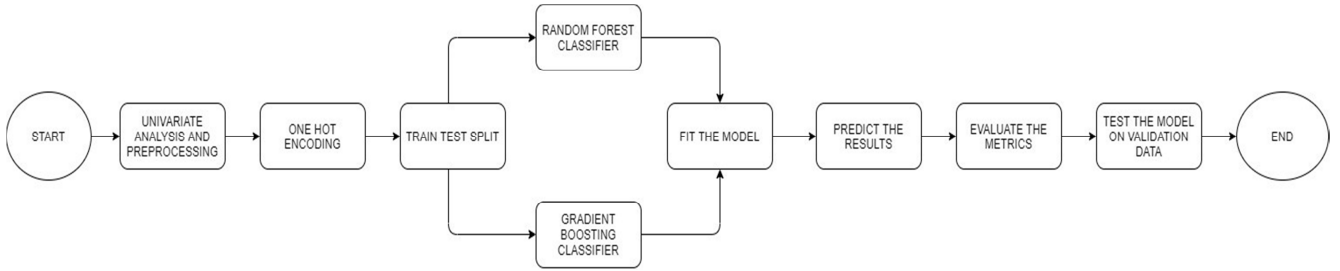 START
UNIVARIATE
ANALYSIS AND
PREPROCESSING
ONE HOT
ENCODING
TRAIN TEST SPLIT
RANDOM FOREST
CLASSIFIER
GRADIENT
BOOSTING
CLASSIFIER
FIT THE MODEL
PREDICT THE
RESULTS
EVALUATE THE
METRICS
TEST THE MODEL
ON VALIDATION
DATA
END